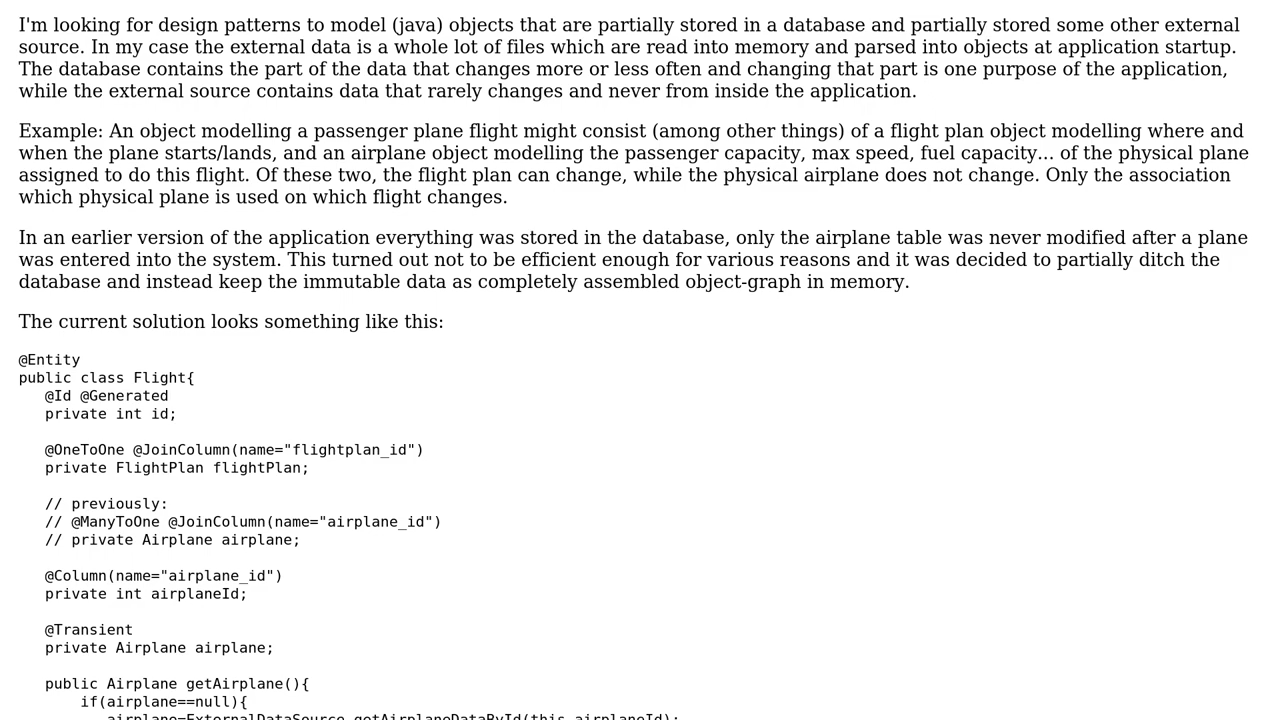 I'm looking for design patterns to model (java) objects that are partially stored in a database and partially stored some other external
source. In my case the external data is a whole lot of files which are read into memory and parsed into objects at application startup.
The database contains the part of the data that changes more or less often and changing that part is one purpose of the application,
while the external source contains data that rarely changes and never from inside the application.
Example: An object modelling a passenger plane flight might consist (among other things) of a flight plan object modelling where and
when the plane starts/lands, and an airplane object modelling the passenger capacity, max speed, fuel capacity... of the physical plane
assigned to do this flight. Of these two, the flight plan can change, while the physical airplane does not change. Only the association
which physical plane is used on which flight changes.
In an earlier version of the application everything was stored in the database, only the airplane table was never modified after a plane
was entered into the system. This turned out not to be efficient enough for various reasons and it was decided to partially ditch the
database and instead keep the immutable data as completely assembled object-graph in memory.
The current solution looks something like this:
@Entity
public class Flight{
   @Id @Generated
   private int id;
   @OneToOne @JoinColumn(name="flightplan_id")
   private FlightPlan flightPlan;
   // previously:
   // @ManyToOne @JoinColumn(name="airplane_id")
   // private Airplane airplane;
   @Column(name="airplane_id")
   private int airplaneId;
   @Transient
   private Airplane airplane;
   public Airplane getAirplane(){
       if(airplane==null){
          airplane=ExternalDataSource.getAirplaneDataById(this.airplaneId);